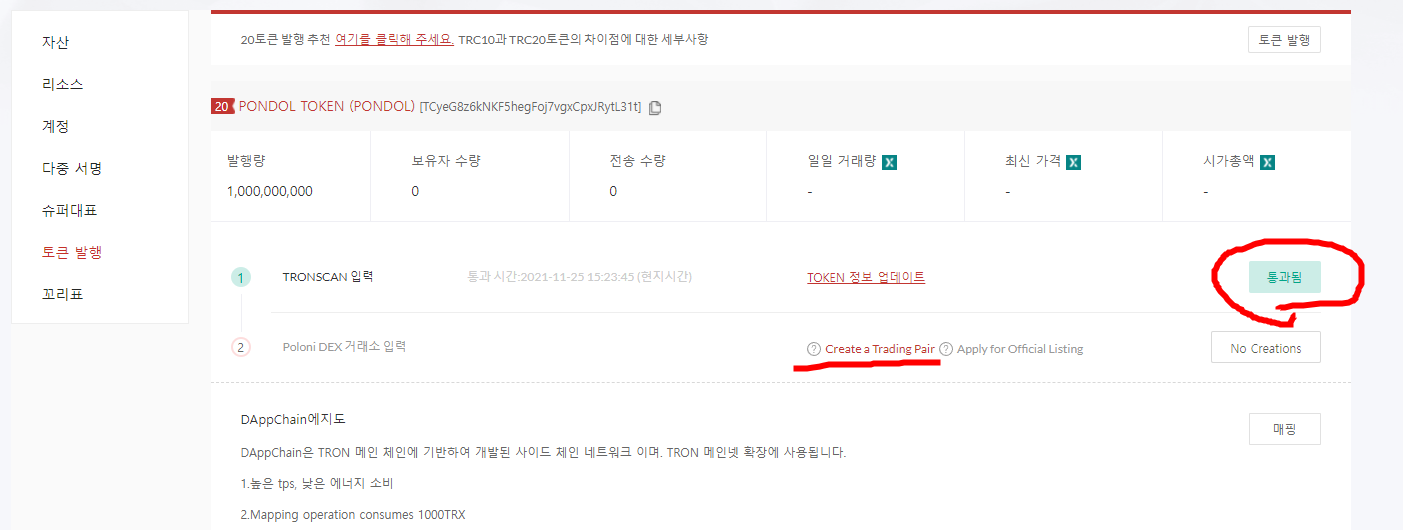 자산
리소스
계정
다중 서명
슈퍼대표
토큰 발행
꼬리표
20토큰 발행 추천 여기를 클릭해 주세요. TRC10과 TRC20토큰의 차이점에 대한 세부사항
토큰 발행
20 PONDOL TOKEN (PONDOL) [TCyeG8z6kNKF5hegFoj7vgxCpxJRytL31t]
발행량 보유자 수량 전송 수량 일일 거래량 최신 가격 시가총액
1,000,000,000 0 0 - - -
1 TRONSCAN 입력 통과 시간:2021-11-25 15:23:45 (현지시간) TOKEN 정보 업데이트 통과됨
2 Poloni DEX 거래소 입력 ? Create a Trading Pair ? Apply for Official Listing No Creations
DAppChain에지도
매핑
DAppChain은 TRON 메인 체인에 기반하여 개발된 사이드 체인 네트워크 이며. TRON 메인넷 확장에 사용됩니다.
1.높은 tps, 낮은 에너지 소비
2.Mapping operation consumes 1000TRX